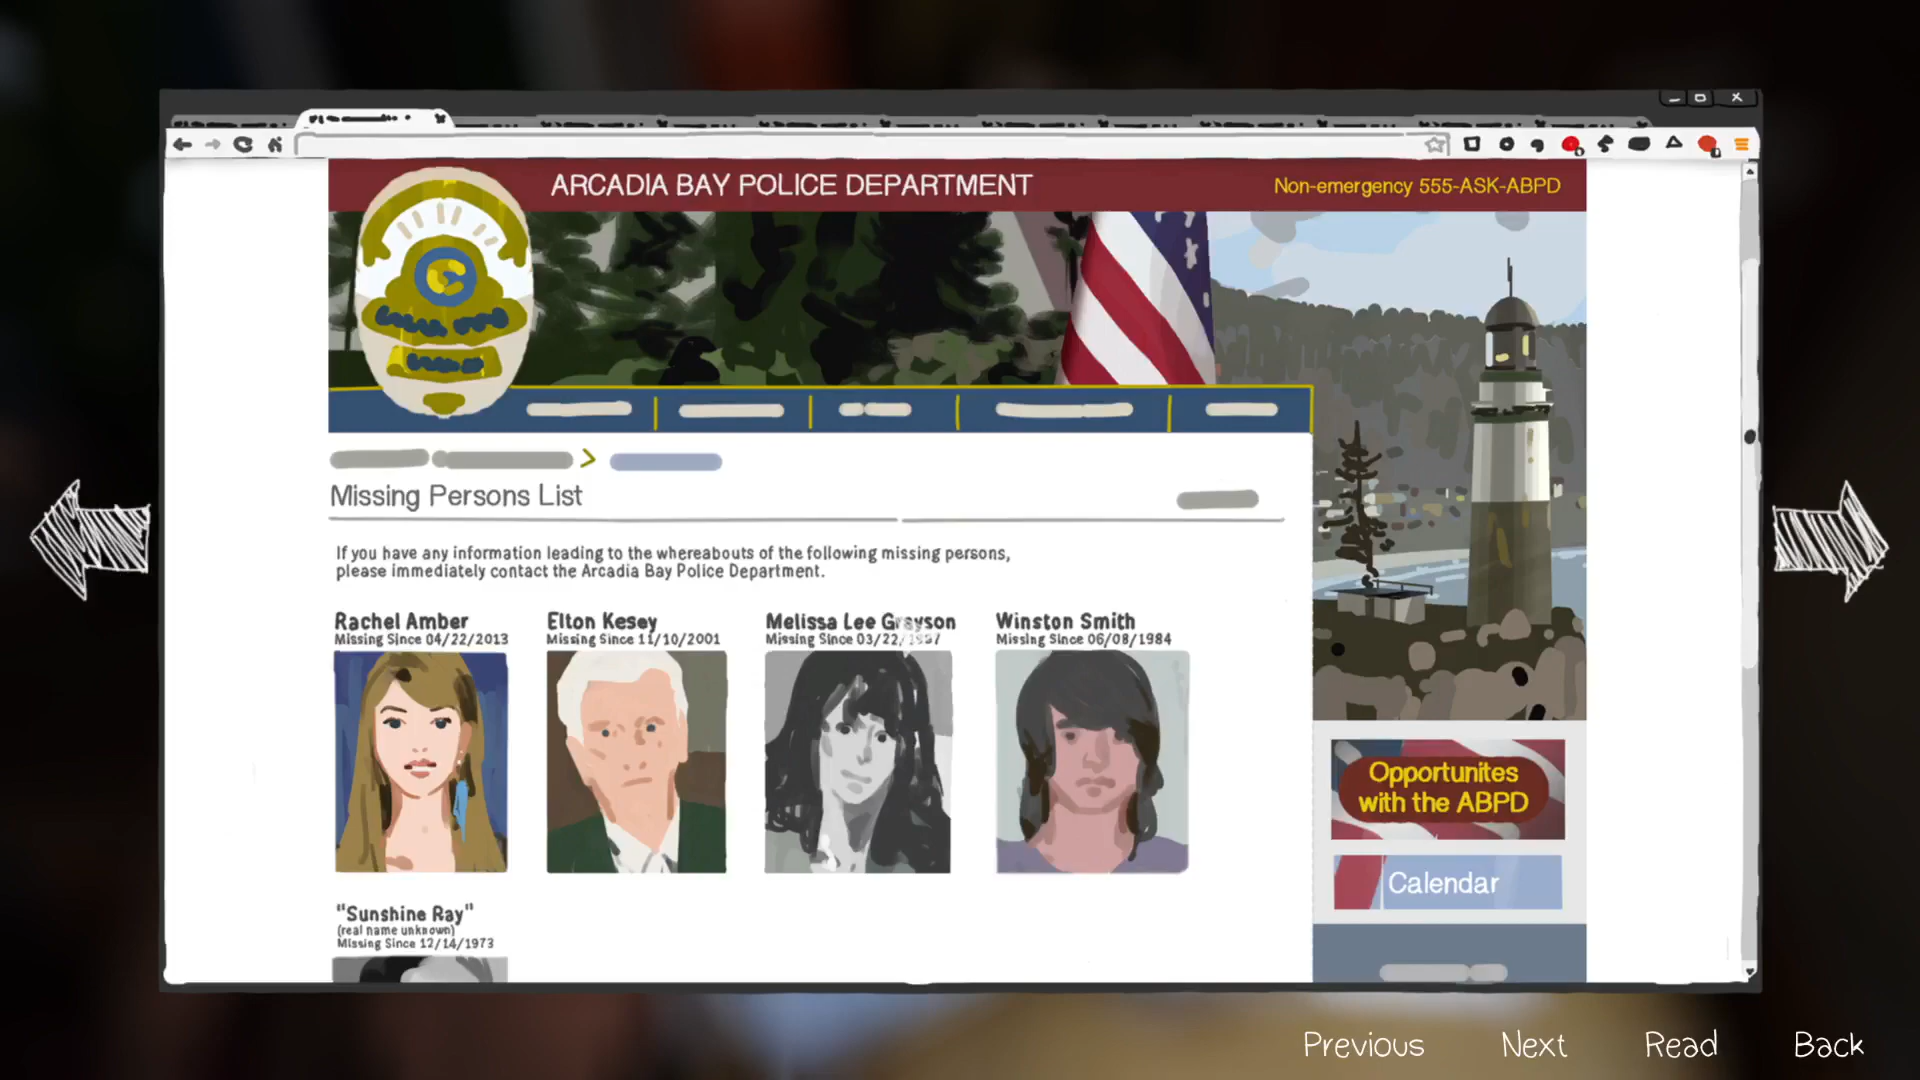 ARCADIA BAY POLICE DEPARTMENT
Non-emergency 555-ASK-ABPD
Missing Persons List
If you have any information leading to the whereabouts of the following missing persons,
please immediately contact the Arcadia Bay Police Department.
Rachel Amber
Missing Since 04/22/2013
Elton Kesey
Missing Since 11/10/2001
Melissa Lee Grayson
Missing Since
Winston Smith
Missing Since 06/08/1984
"Sunshine Ray"
(real name unknown)
Missing Since 12/14/1973
Opportunites
with the ABPD
Calendar
Previous
Next
Read
Back